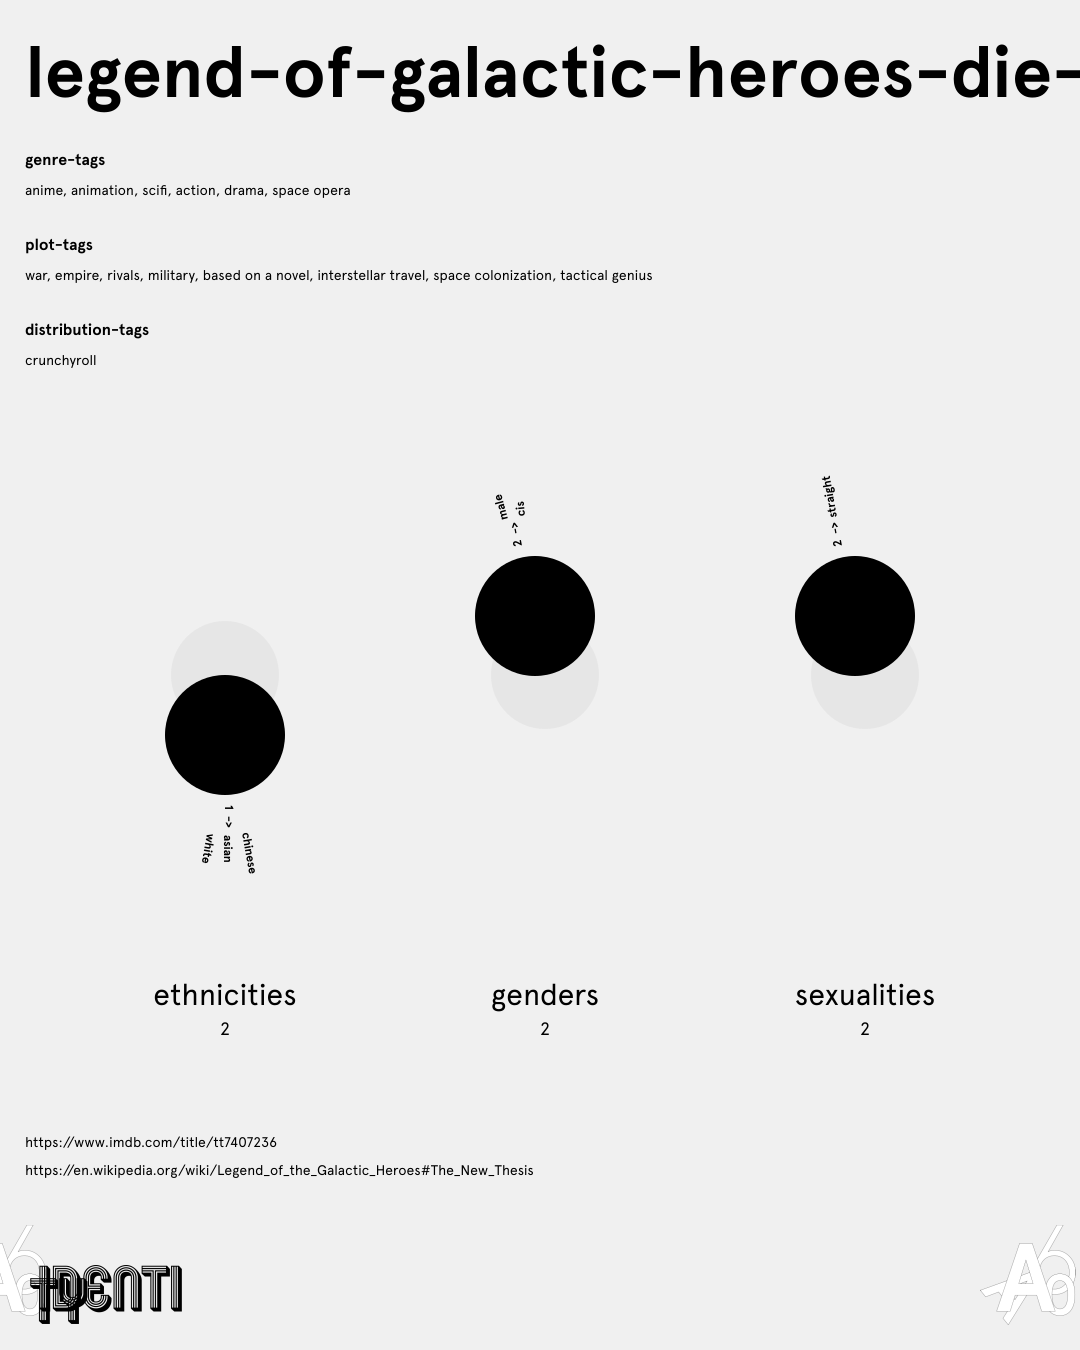 legend-of-galactic-heroes-die-
genre-tags
anime, animation, scifi, action, drama, space opera
plot-tags
war, empire, rivals, military, based on a novel, interstellar travel, space colonization, tactical genius
distribution-tags
crunchyroll
2 -> male cis
2 -> straight
1 -> white asian chinese
ethnicities
2
genders
2
sexualities
2
https://www.imdb.com/title/tt7407236
https://en.wikipedia.org/wiki/Legend_of_the_Galactic_Heroes#The_New_Thesis